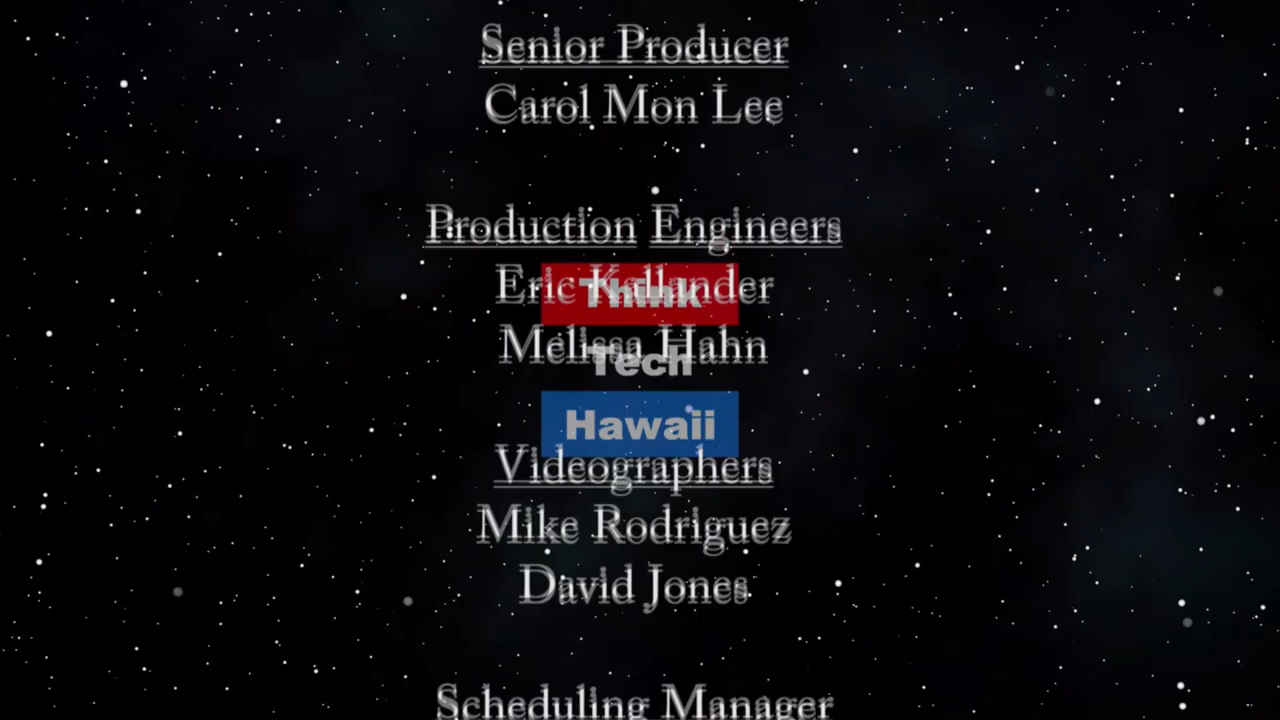 Senior Producer
Carol Mon Lee
Production Engineers
Eric Kallander
Think
Melissa Hahn
Tech
Hawaii
Videographers
Mike Rodriguez
David Jones
Scheduling Manager